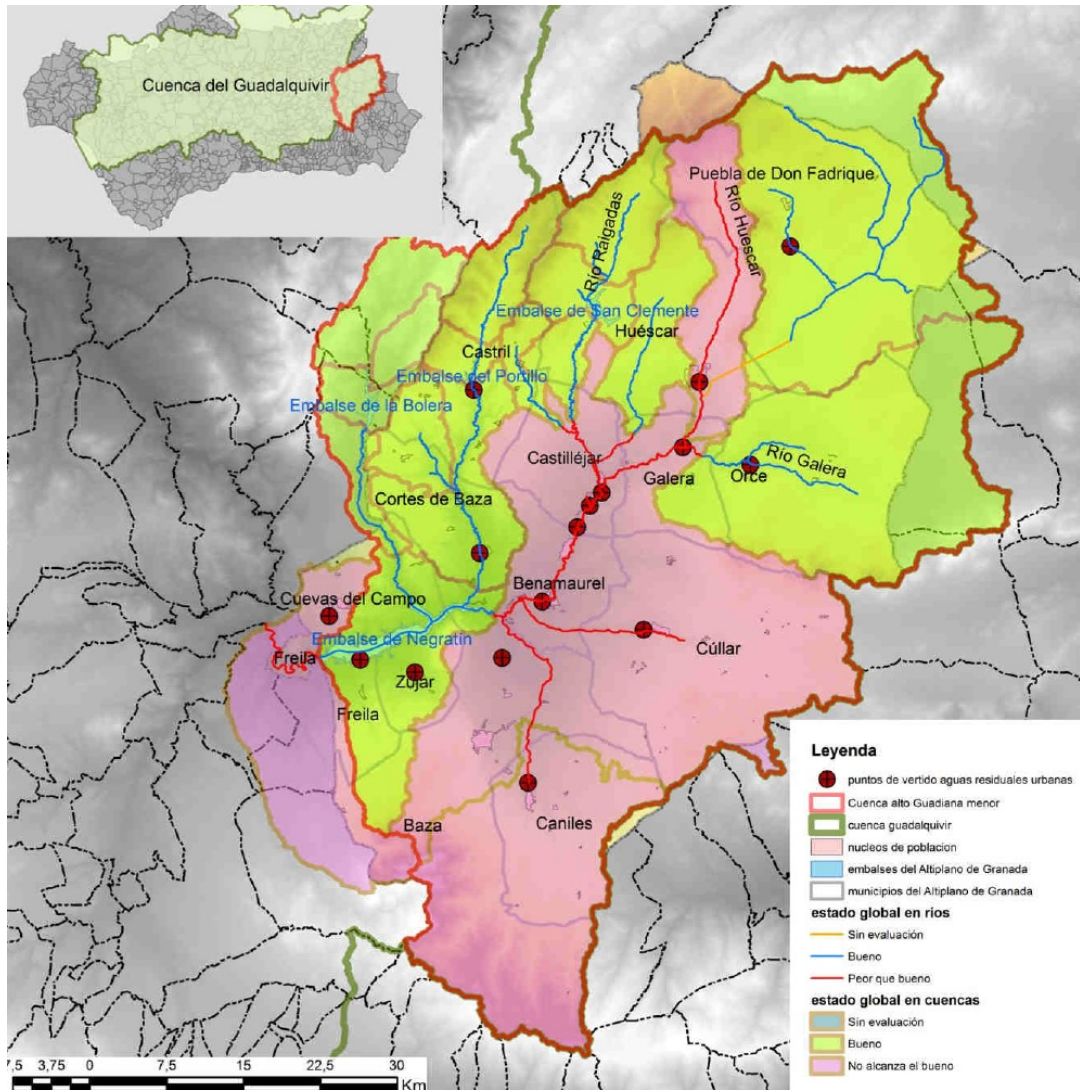 Cuenca del Guadalquivir
Puebla de Don Fadrique
Río Huescar
Río Raigadas
Embalse de San Clemente
Huéscar
Castril
Embalse del Portillo
Embalse de la Bolera
Castilléjar
Galera
Río Galera
Orce
Cortes de Baza
Benamaurel
Cuevas del Campo
Embalse de Negratín
Cúllar
Freila
Zújar
Freila
Baza
Caniles
Leyenda
puntos de vertido aguas residuales urbanas
Cuenca alto Guadiana menor
cuenca guadalquivir
nucleos de poblacion
embalses del Altiplano de Granada
municipios del Altiplano de Granada
estado global en ríos
Sin evaluación
Bueno
Peor que bueno
estado global en cuencas
Sin evaluación
Bueno
No alcanza el bueno
7,5 3,75 0 7,5 15 22,5 30
Km